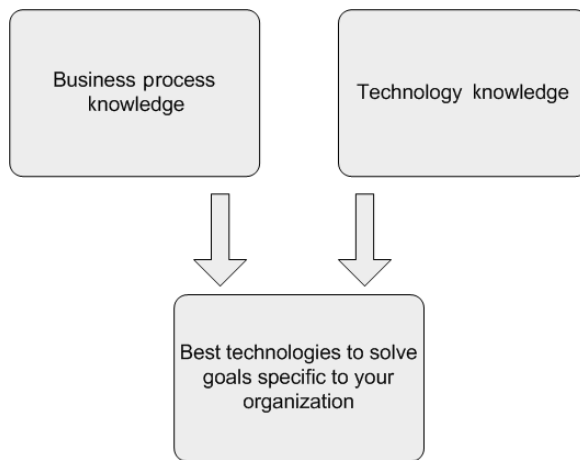 Business process
knowledge
Technology knowledge
Best technologies to solve
goals specific to your
organization